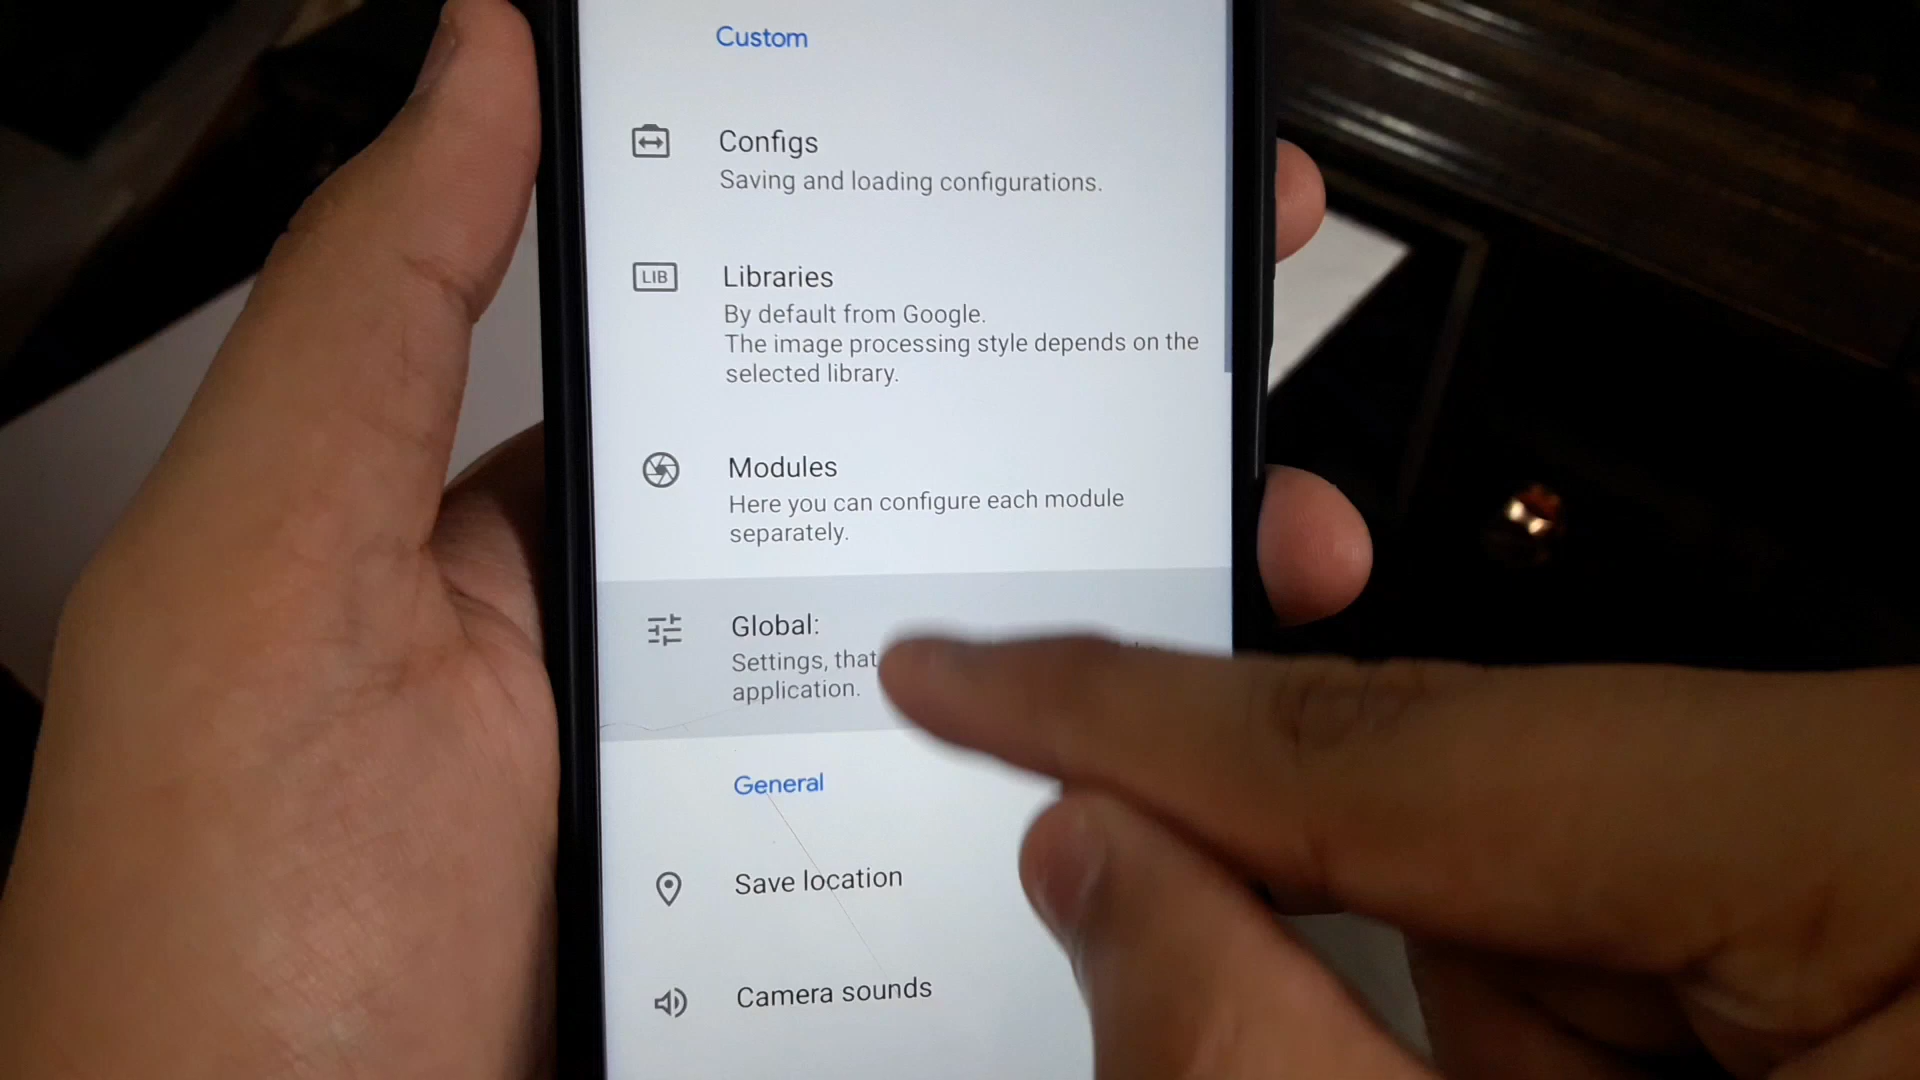 Custom
Configs
Saving and loading configurations.
LIB
Libraries
By default from Google.
The image processing style depends on the
selected library.
Modules
Here you can configure each module
separately.
Global:
Settings, that
application.
General
Save location
Camera sounds